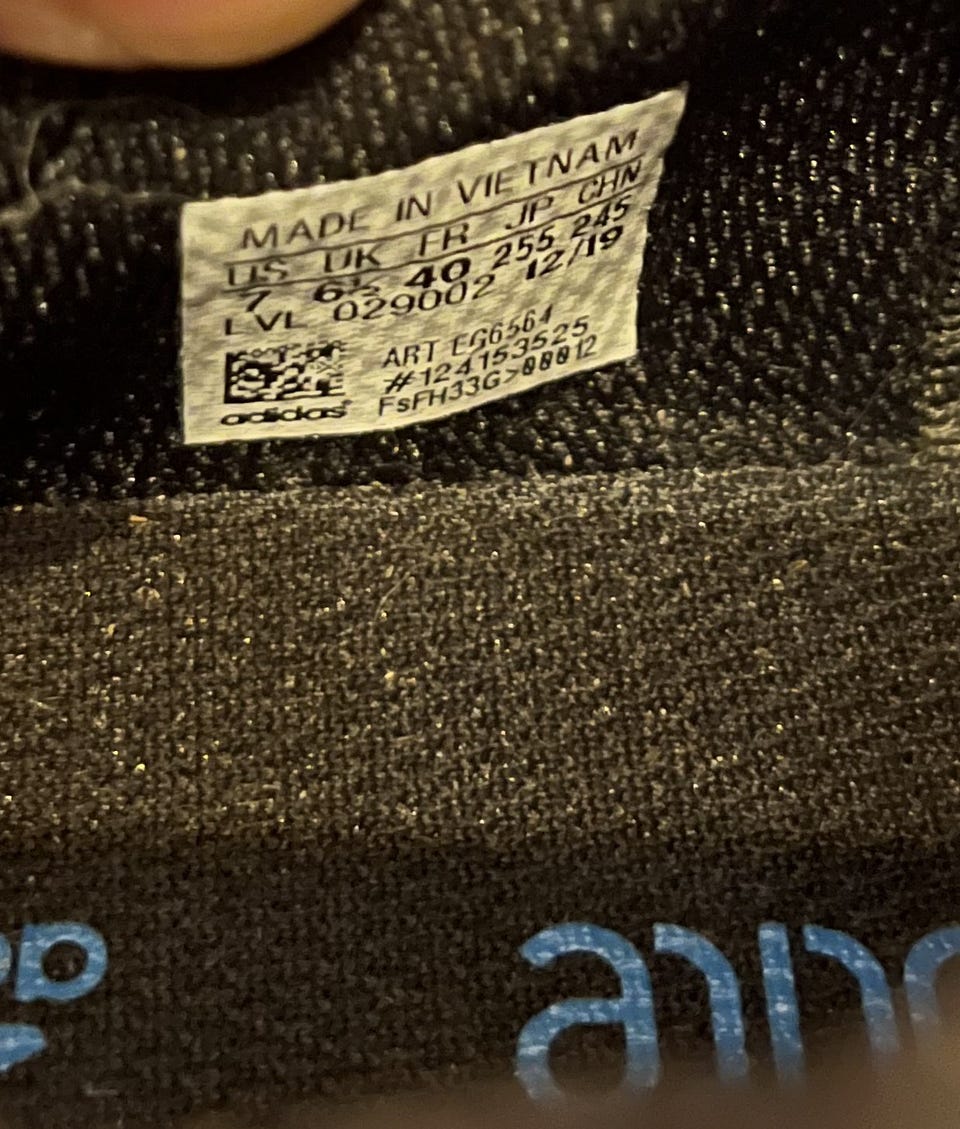 MADE IN VIETNAM
US UK FR JP CHN
7 6½ 40 255 245
LVL 029002 12/19
ART EG6564
#124153525
FsFH33G>00012
adidas